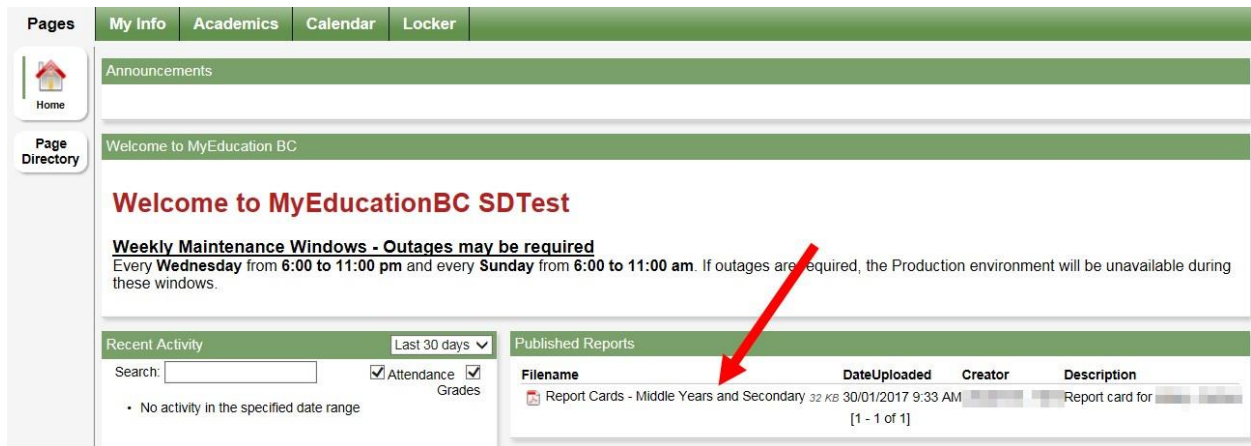 Pages My Info Academics Calendar Locker
Home
Page
Directory
Announcements
Welcome to MyEducation BC
Welcome to MyEducationBC SDTest
Weekly Maintenance Windows - Outages may be required
Every Wednesday from 6:00 to 11:00 pm and every Sunday from 6:00 to 11:00 am. If outages are required, the Production environment will be unavailable during
these windows.
Recent Activity Last 30 days
Search: Attendance
Grades
• No activity in the specified date range
Published Reports
Filename DateUploaded Creator Description
Report Cards - Middle Years and Secondary 32 KB 30/01/2017 9:33 AM Report card for
[1 - 1 of 1]